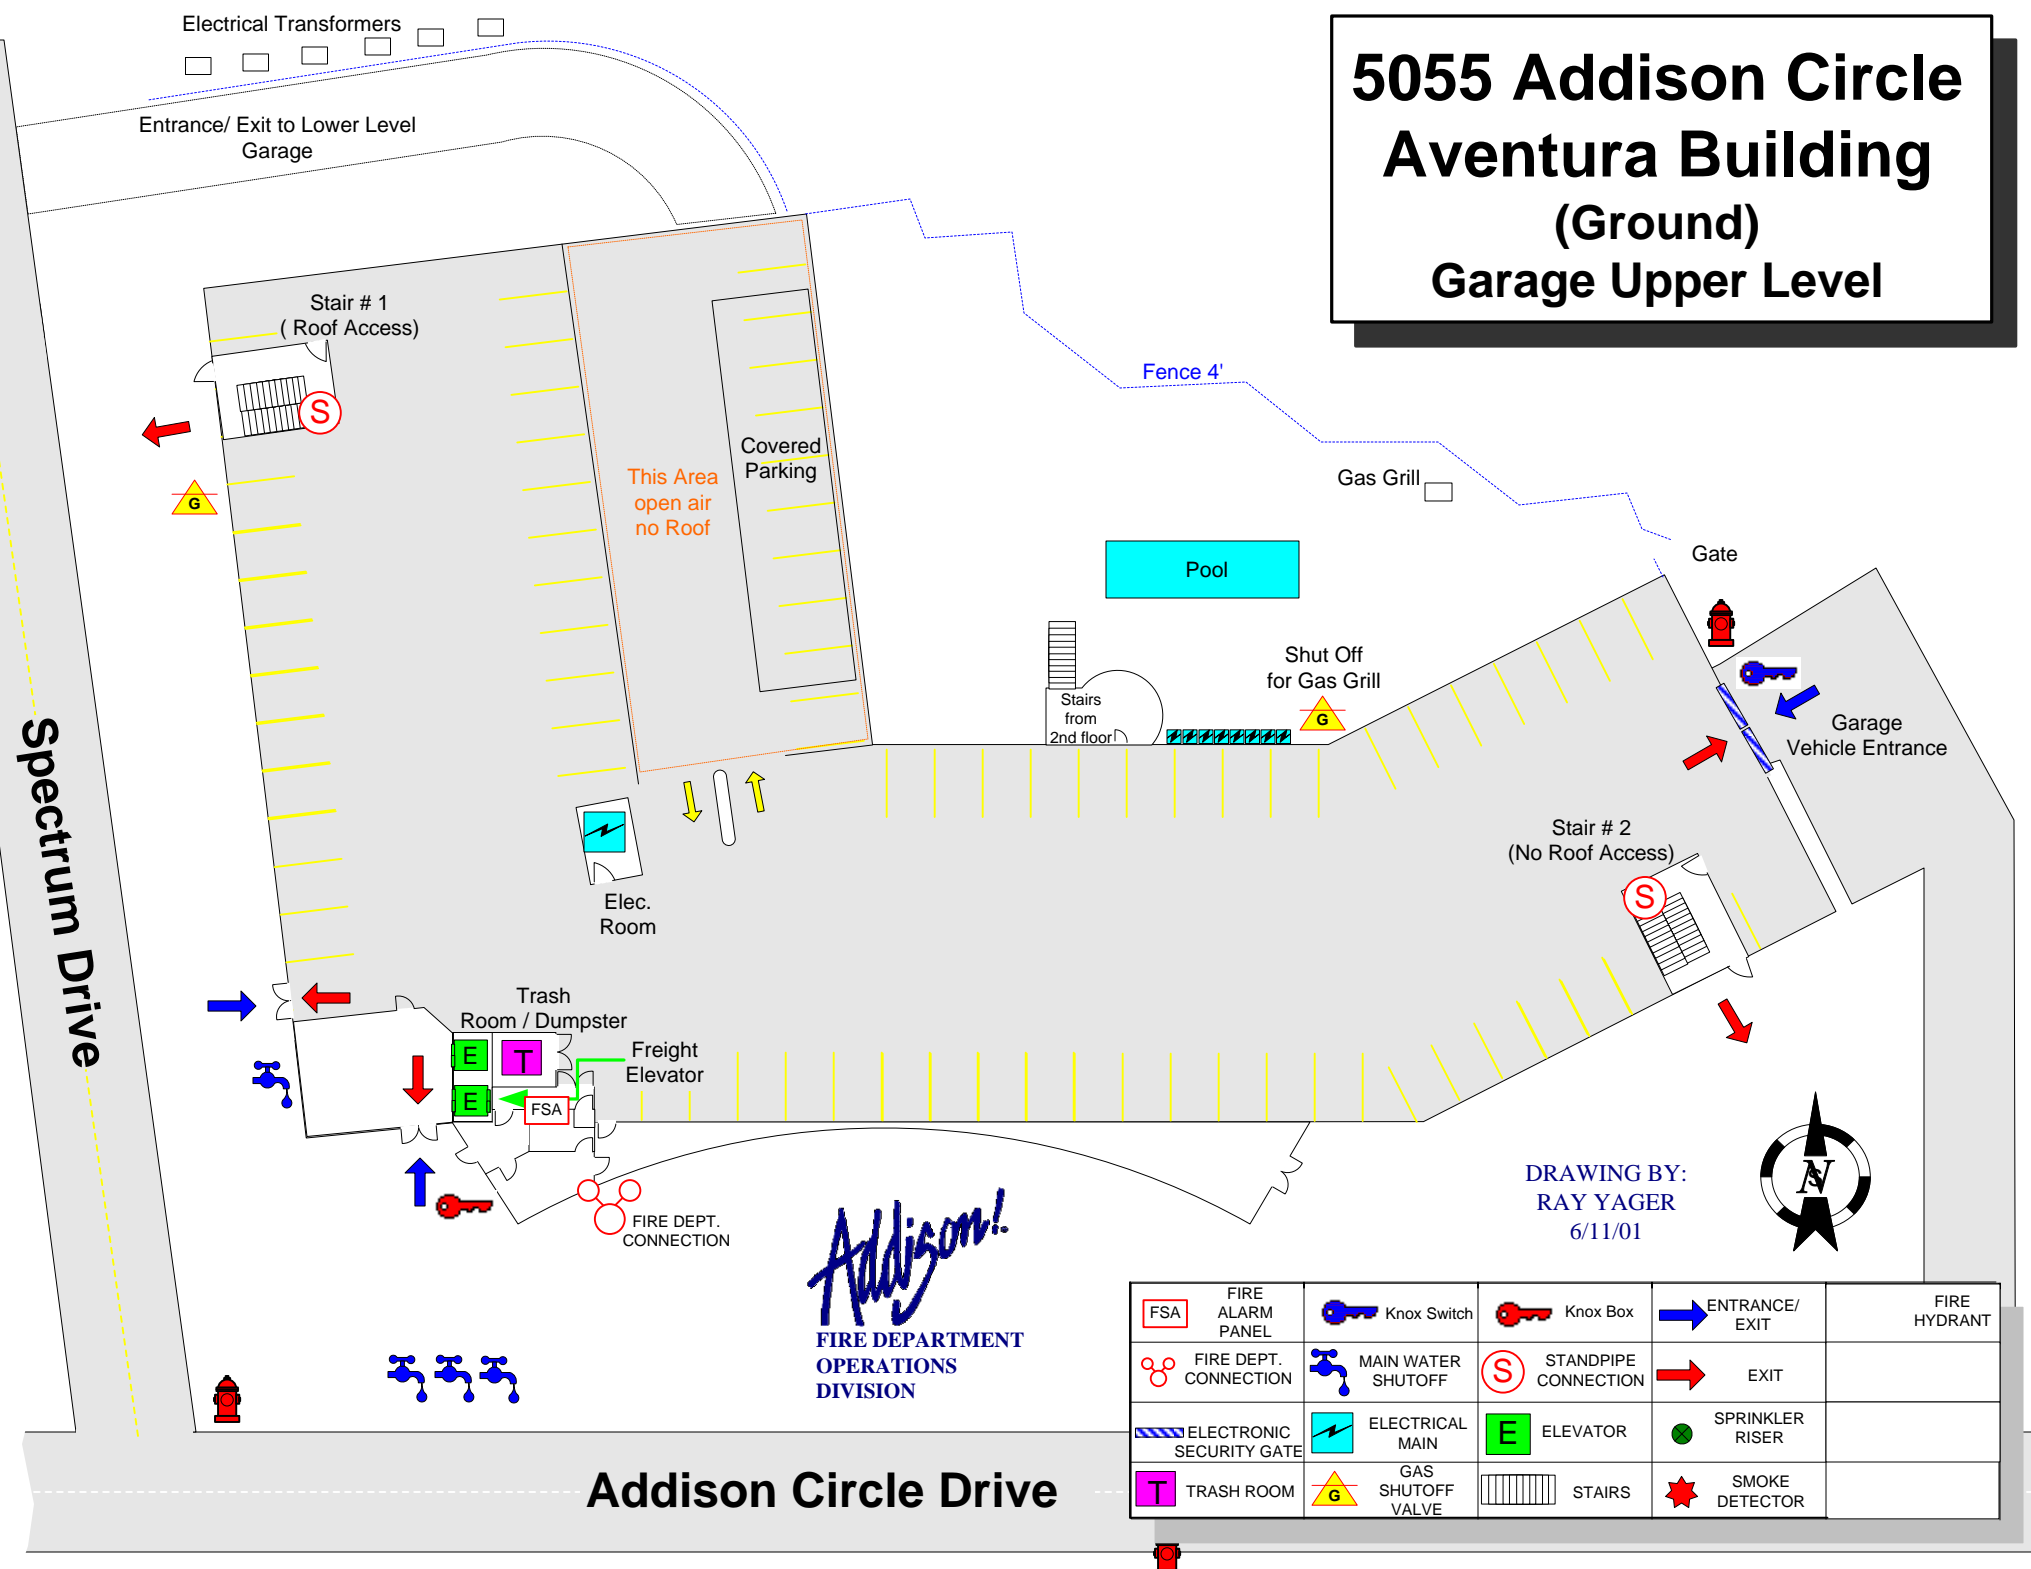 Electrical Transformers
Entrance/ Exit to Lower Level
Garage
5055 Addison Circle
Aventura Building
(Ground)
Garage Upper Level
Stair # 1
( Roof Access)
Fence 4'
Covered
Parking
This Area
open air
no Roof
Gas Grill
G
S
Pool
Gate
Shut Off
for Gas Grill
G
Stairs
from
2nd floor
Garage
Vehicle Entrance
Spectrum Drive
Stair # 2
(No Roof Access)
S
Elec.
Room
Trash
Room / Dumpster
E
T
Freight
Elevator
E
FSA
FIRE DEPT.
CONNECTION
DRAWING BY:
RAY YAGER
6/11/01
N
S
Addison!
FIRE DEPARTMENT
OPERATIONS
DIVISION
FSA
FIRE
ALARM
PANEL
Knox Switch
Knox Box
ENTRANCE/
EXIT
FIRE
HYDRANT
FIRE DEPT.
CONNECTION
MAIN WATER
SHUTOFF
S
STANDPIPE
CONNECTION
EXIT
ELECTRONIC
SECURITY GATE
ELECTRICAL
MAIN
E
ELEVATOR
SPRINKLER
RISER
T
TRASH ROOM
G
GAS
SHUTOFF
VALVE
STAIRS
SMOKE
DETECTOR
Addison Circle Drive